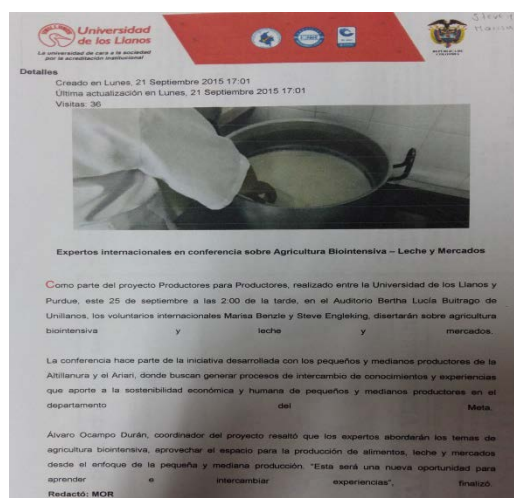 Universidad
de los Llanos
La universidad de cara a la sociedad
por la acreditación institucional
Steve y
Marisa
Detalles
Creado en Lunes, 21 Septiembre 2015 17:01
Última actualización en Lunes, 21 Septiembre 2015 17:01
Visitas: 36
Expertos internacionales en conferencia sobre Agricultura Biointensiva – Leche y Mercados
Como parte del proyecto Productores para Productores, realizado entre la Universidad de los Llanos y
Purdue, este 25 de septiembre a las 2:00 de la tarde, en el Auditorio Bertha Lucía Buitrago de
Unillanos, los voluntarios internacionales Marisa Benzle y Steve Engleking, disertarán sobre agricultura
biointensiva y leche y mercados.
La conferencia hace parte de la iniciativa desarrollada con los pequeños y medianos productores de la
Altillanura y el Ariari, donde buscan generar procesos de intercambio de conocimientos y experiencias
que aporte a la sostenibilidad económica y humana de pequeños y medianos productores en el
departamento del Meta.
Álvaro Ocampo Durán, coordinador del proyecto resaltó que los expertos abordarán los temas de
agricultura biointensiva, aprovechar el espacio para la producción de alimentos, leche y mercados
desde el enfoque de la pequeña y mediana producción. "Esta será una nueva oportunidad para
aprender e intercambiar experiencias", finalizó.
Redactó: MOR